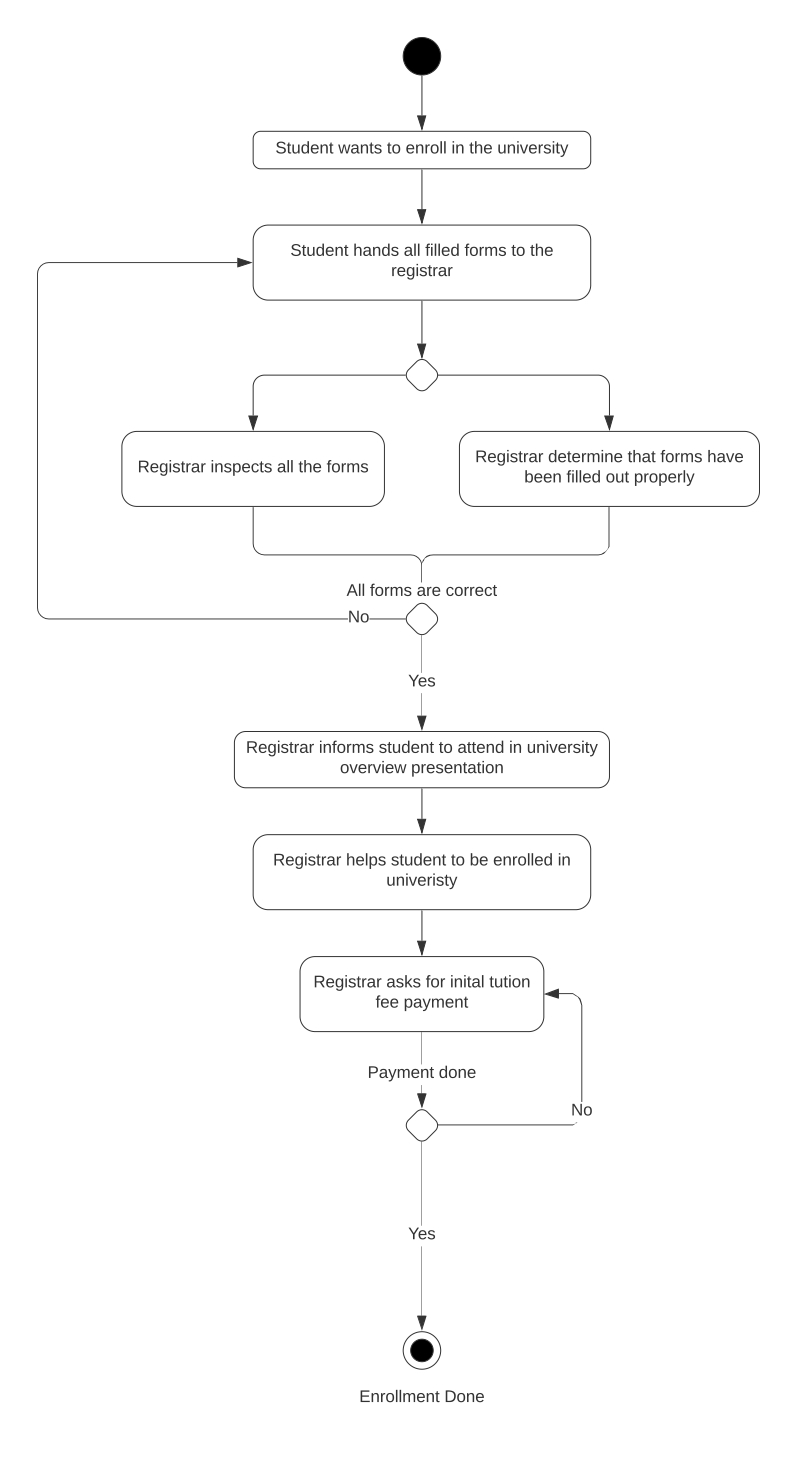 Student wants to enroll in the university
Student hands all filled forms to the
registrar
Registrar inspects all the forms
Registrar determine that forms have
been filled out properly
All forms are correct
No
Yes
Registrar informs student to attend in university
overview presentation
Registrar helps student to be enrolled in
univeristy
Registrar asks for inital tution
fee payment
Payment done
No
Yes
Enrollment Done